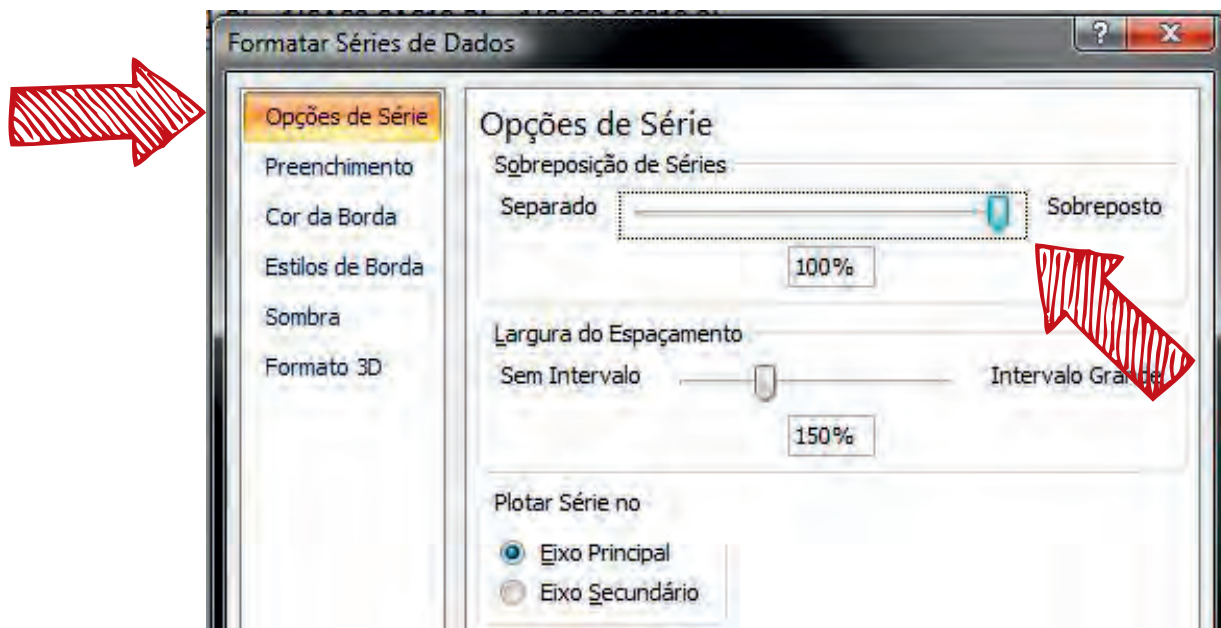 Formatar Séries de Dados
?
X
Opções de Série
Preenchimento
Cor da Borda
Estilos de Borda
Sombra
Formato 3D
Opções de Série
Sobreposição de Séries
Separado
Sobreposto
100%
Largura do Espaçamento
Sem Intervalo
Intervalo Grande
150%
Plotar Série no
Eixo Principal
Eixo Secundário